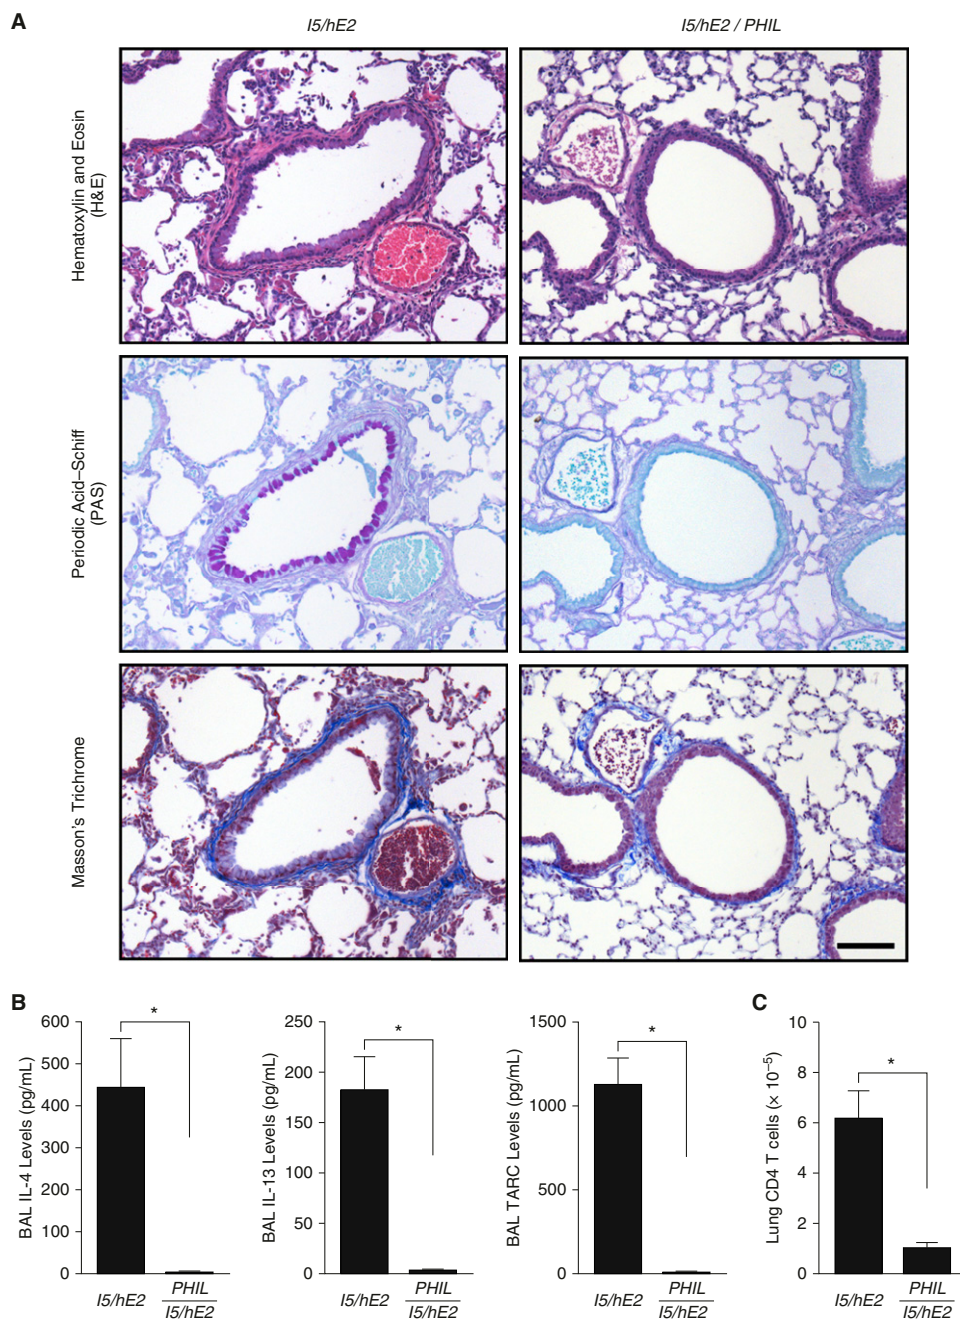 A
I5/hE2
I5/hE2 / PHIL
Hematoxylin and Eosin
(H&E)
Periodic Acid–Schiff
(PAS)
Masson's Trichrome
B
BAL IL-4 Levels (pg/mL)
600
500
400
300
200
100
0
*
I5/hE2
PHIL
I5/hE2
BAL IL-13 Levels (pg/mL)
250
200
150
100
50
0
*
I5/hE2
PHIL
I5/hE2
BAL TARC Levels (pg/mL)
1500
1000
500
0
*
I5/hE2
PHIL
I5/hE2
C
Lung CD4 T cells (× 10⁻⁵)
10
8
6
4
2
0
*
I5/hE2
PHIL
I5/hE2